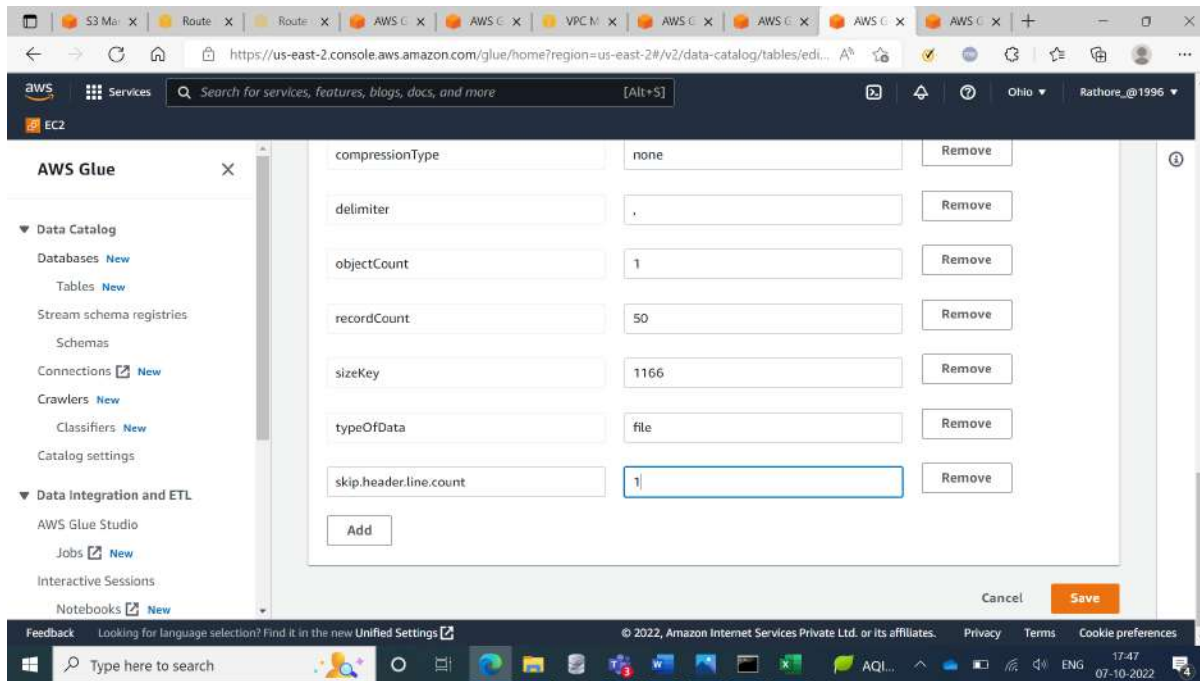 S3 Ma
Route
Route
AWS G
AWS G
VPC M
AWS G
AWS G
AWS G
AWS G
https://us-east-2.console.aws.amazon.com/glue/home?region=us-east-2#/v2/data-catalog/tables/edi...
aws
Services
Search for services, features, blogs, docs, and more
[Alt+S]
Ohio
Rathore_@1996
EC2
AWS Glue
Data Catalog
Databases New
Tables New
Stream schema registries
Schemas
Connections New
Crawlers New
Classifiers New
Catalog settings
Data Integration and ETL
AWS Glue Studio
Jobs New
Interactive Sessions
Notebooks New
compressionType none Remove
delimiter , Remove
objectCount 1 Remove
recordCount 50 Remove
sizeKey 1166 Remove
typeOfData file Remove
skip.header.line.count 1 Remove
Add
Cancel Save
Feedback Looking for language selection? Find it in the new Unified Settings © 2022, Amazon Internet Services Private Ltd. or its affiliates. Privacy Terms Cookie preferences
Type here to search
AQI...
ENG
17:47
07-10-2022